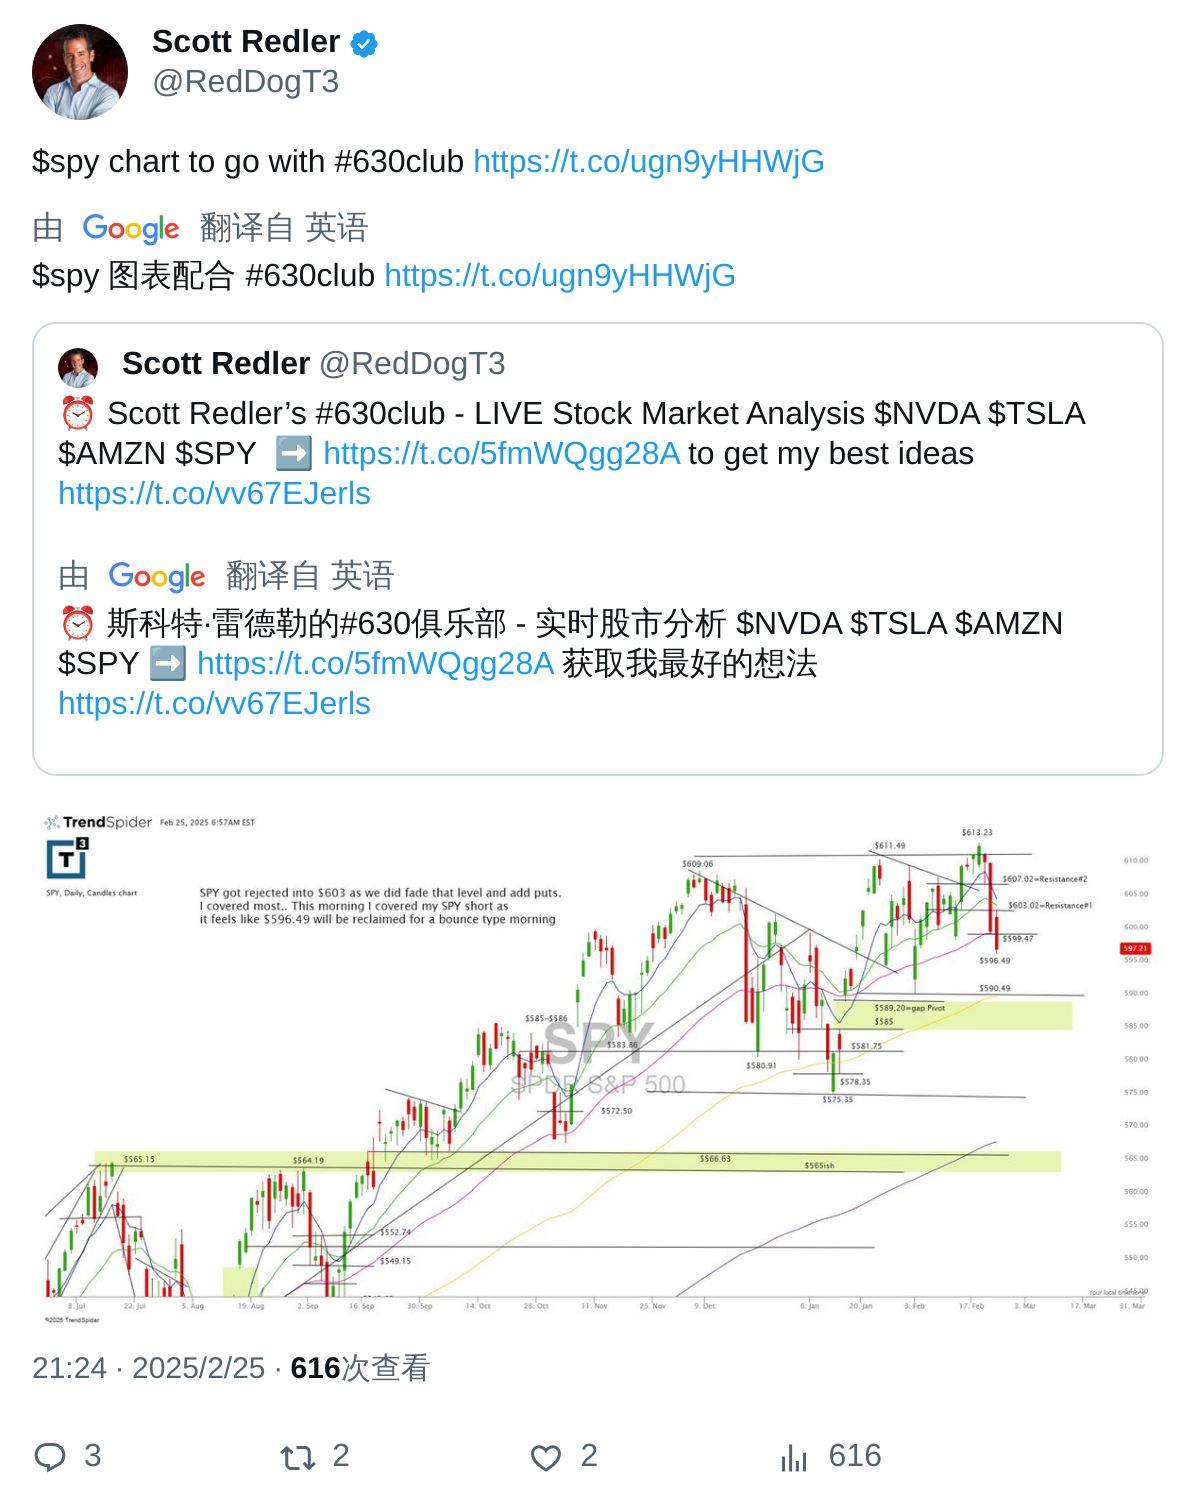 Scott Redler
@RedDogT3
$spy chart to go with #630club https://t.co/ugn9yHHWjG
由 Google 翻译自 英语
$spy 图表配合 #630club https://t.co/ugn9yHHWjG
Scott Redler @RedDogT3
⏰ Scott Redler’s #630club - LIVE Stock Market Analysis $NVDA $TSLA
$AMZN $SPY ➡️ https://t.co/5fmWQgg28A to get my best ideas
https://t.co/vv67EJerls
由 Google 翻译自 英语
⏰ 斯科特·雷德勒的#630俱乐部 - 实时股市分析 $NVDA $TSLA $AMZN
$SPY ➡️ https://t.co/5fmWQgg28A 获取我最好的想法
https://t.co/vv67EJerls
TrendSpider Feb 25, 2025 6:57AM EST
T3
SPY, Daily, Candles chart
SPY got rejected into $603 as we did fade that level and add puts.
I covered most.. This morning I covered my SPY short as
it feels like $596.49 will be reclaimed for a bounce type morning
$613.23
$611.49
$609.06
610.00
$607.02=Resistance#2
605.00
$603.02=Resistance#1
600.00
$599.47
597.21
595.00
$596.49
$590.49
590.00
$589.20=gap Pivot
$585-$586
$585
585.00
SPY
$583.86
$581.75
580.00
$580.91
SPDR S&P 500
$578.35
575.00
$575.35
$572.50
570.00
$565.15
$564.19
$566.63
565.00
$565ish
560.00
555.00
$552.74
550.00
$549.15
545.00
Your local time zone
8. Jul 22. Jul 5. Aug 19. Aug 2. Sep 16. Sep 30. Sep 14. Oct 28. Oct 11. Nov 25. Nov 9. Dec 6. Jan 20. Jan 3. Feb 17. Feb 3. Mar 17. Mar 31. Mar
©2025 TrendSpider
21:24 · 2025/2/25 · 616次查看
3 2 2 616